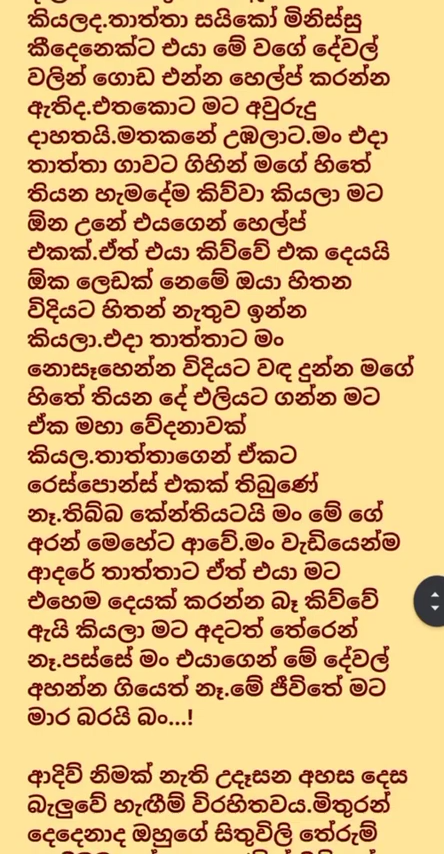 කියලද.තාත්තා සයිකෝ මිනිස්සු
කීදෙනෙක්ට එයා මේ වගේ දේවල්
වලින් ගොඩ එන්න හෙල්ප් කරන්න
ඇතිද.එතකොට මට අවුරුදු
දාහතයි.මතකනේ උඹලාට.මං එදා
තාත්තා ගාවට ගිහින් මගේ හිතේ
තියන හැමදේම කිව්වා කියලා මට
ඕන උනේ එයගෙන් හෙල්ප්
එකක්.ඒත් එයා කිව්වේ එක දෙයයි
ඕක ලෙඩක් නෙමේ ඔයා හිතන
විදියට හිතන් නැතුව ඉන්න
කියලා.එදා තාත්තාට මං
නොසෑහෙන්න විදියට වඳ දුන්න මගේ
හිතේ තියන දේ එලියට ගන්න මට
ඒක මහා වේදනාවක්
කියල.තාත්තාගෙන් ඒකට
රෙස්පොන්ස් එකක් තිබුණේ
නෑ.තිබ්බ කේන්තියටයි මං මේ ගේ
අරන් මෙහේට ආවේ.මං වැඩියෙන්ම
ආදරේ තාත්තාට ඒත් එයා මට
එහෙම දෙයක් කරන්න බෑ කිව්වේ
ඇයි කියලා මට අදටත් තේරෙන්
නෑ.පස්සේ මං එයාගෙන් මේ දේවල්
අහන්න ගියෙත් නෑ.මේ ජීවිතේ මට
මාර බරයි බං...!
ආදිව් නිමක් නැති උදෑසන අහස දෙස
බැලුවේ හැඟීම් විරහිතවය.මිතුරන්
දෙදෙනාද ඔහුගේ සිතුවිලි තේරුම්